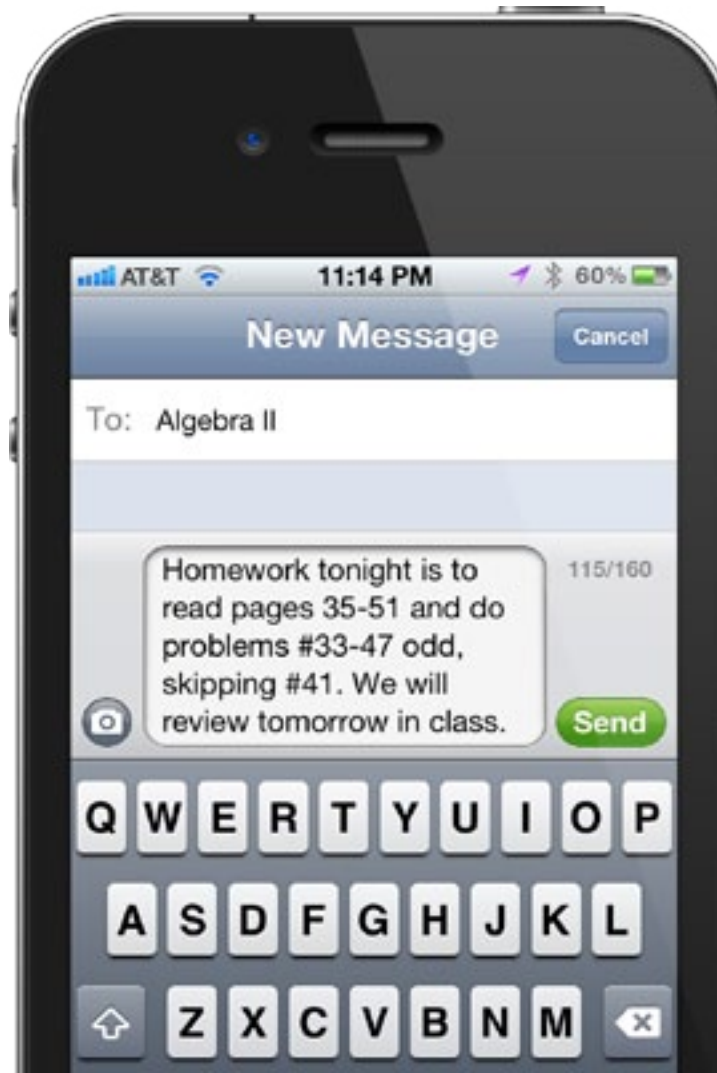 AT&T 11:14 PM 60%
New Message Cancel
To: Algebra II
Homework tonight is to 115/160
read pages 35-51 and do
problems #33-47 odd,
skipping #41. We will
review tomorrow in class. Send
Q W E R T Y U I O P
A S D F G H J K L
Z X C V B N M